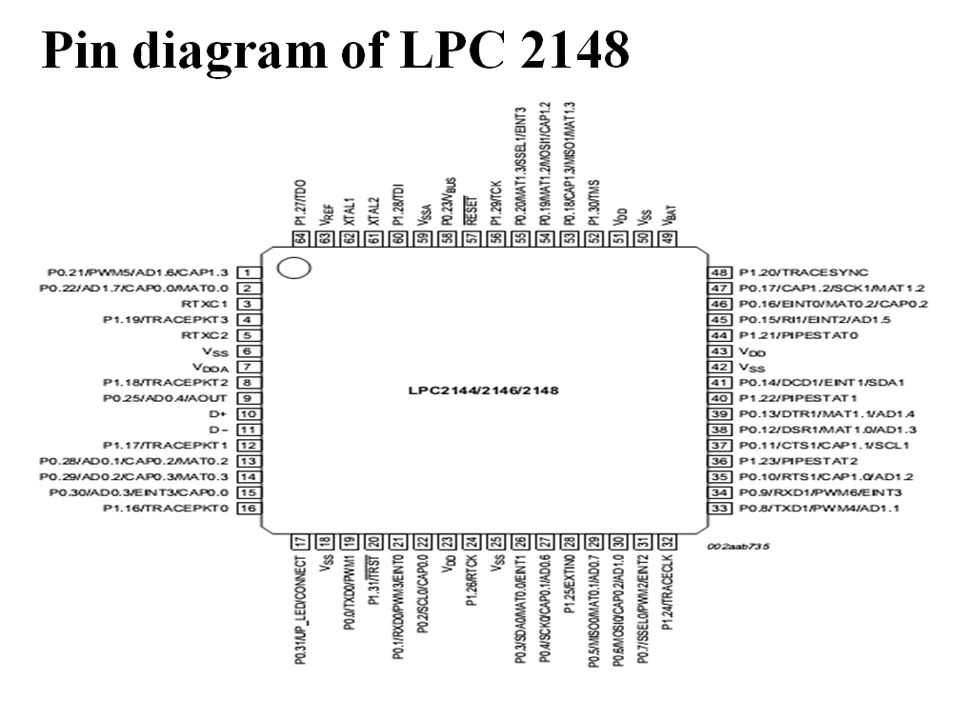 Pin diagram of LPC 2148
P1.27/TDO
VREF
XTAL1
XTAL2
P1.28/TDI
VSSA
P0.23/VBUS
RESET
P1.29/TCK
P0.20/MAT1.3/SSEL1/EINT3
P0.19/MAT1.2/MOSI1/CAP1.2
P0.18/CAP1.3/MISO1/MAT1.3
P1.30/TMS
VDD
VSS
VBAT
64 63 62 61 60 59 58 57 56 55 54 53 52 51 50 49
P0.21/PWM5/AD1.6/CAP1.3 1
P0.22/AD1.7/CAP0.0/MAT0.0 2
RTXC1 3
P1.19/TRACEPKT3 4
RTXC2 5
VSS 6
VDDA 7
P1.18/TRACEPKT2 8
P0.25/AD0.4/AOUT 9
D+ 10
D− 11
P1.17/TRACEPKT1 12
P0.28/AD0.1/CAP0.2/MAT0.2 13
P0.29/AD0.2/CAP0.3/MAT0.3 14
P0.30/AD0.3/EINT3/CAP0.0 15
P1.16/TRACEPKT0 16
LPC2144/2146/2148
48 P1.20/TRACESYNC
47 P0.17/CAP1.2/SCK1/MAT1.2
46 P0.16/EINT0/MAT0.2/CAP0.2
45 P0.15/RI1/EINT2/AD1.5
44 P1.21/PIPESTAT0
43 VDD
42 VSS
41 P0.14/DCD1/EINT1/SDA1
40 P1.22/PIPESTAT1
39 P0.13/DTR1/MAT1.1/AD1.4
38 P0.12/DSR1/MAT1.0/AD1.3
37 P0.11/CTS1/CAP1.1/SCL1
36 P1.23/PIPESTAT2
35 P0.10/RTS1/CAP1.0/AD1.2
34 P0.9/RXD1/PWM6/EINT3
33 P0.8/TXD1/PWM4/AD1.1
17 18 19 20 21 22 23 24 25 26 27 28 29 30 31 32
P0.31/UP_LED/CONNECT
VSS
P0.0/TXD0/PWM1
P1.31/TRST
P0.1/RXD0/PWM3/EINT0
P0.2/SCL0/CAP0.0
VDD
P1.26/RTCK
VSS
P0.3/SDA0/MAT0.0/EINT1
P0.4/SCK0/CAP0.1/AD0.6
P1.25/EXTIN0
P0.5/MISO0/MAT0.1/AD0.7
P0.6/MOSI0/CAP0.2/AD1.0
P0.7/SSEL0/PWM2/EINT2
P1.24/TRACECLK
002aab735